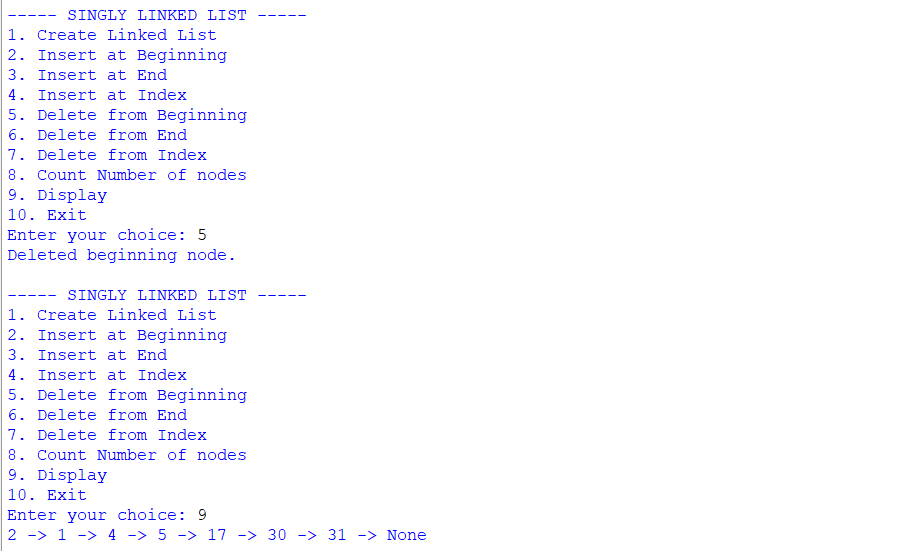 ----- SINGLY LINKED LIST -----
1. Create Linked List
2. Insert at Beginning
3. Insert at End
4. Insert at Index
5. Delete from Beginning
6. Delete from End
7. Delete from Index
8. Count Number of nodes
9. Display
10. Exit
Enter your choice: 5
Deleted beginning node.

----- SINGLY LINKED LIST -----
1. Create Linked List
2. Insert at Beginning
3. Insert at End
4. Insert at Index
5. Delete from Beginning
6. Delete from End
7. Delete from Index
8. Count Number of nodes
9. Display
10. Exit
Enter your choice: 9
2 -> 1 -> 4 -> 5 -> 17 -> 30 -> 31 -> None